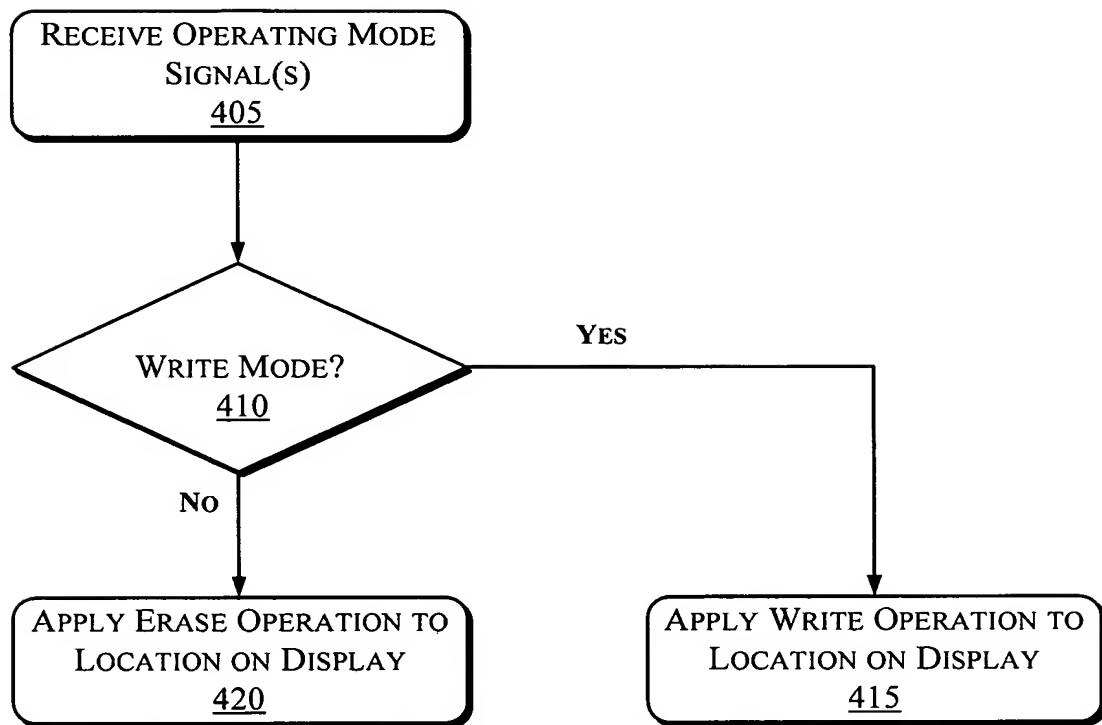 RECEIVE OPERATING MODE
SIGNAL(S)
405
YES
WRITE MODE?
410
NO
APPLY ERASE OPERATION TO
LOCATION ON DISPLAY
420
APPLY WRITE OPERATION TO
LOCATION ON DISPLAY
415